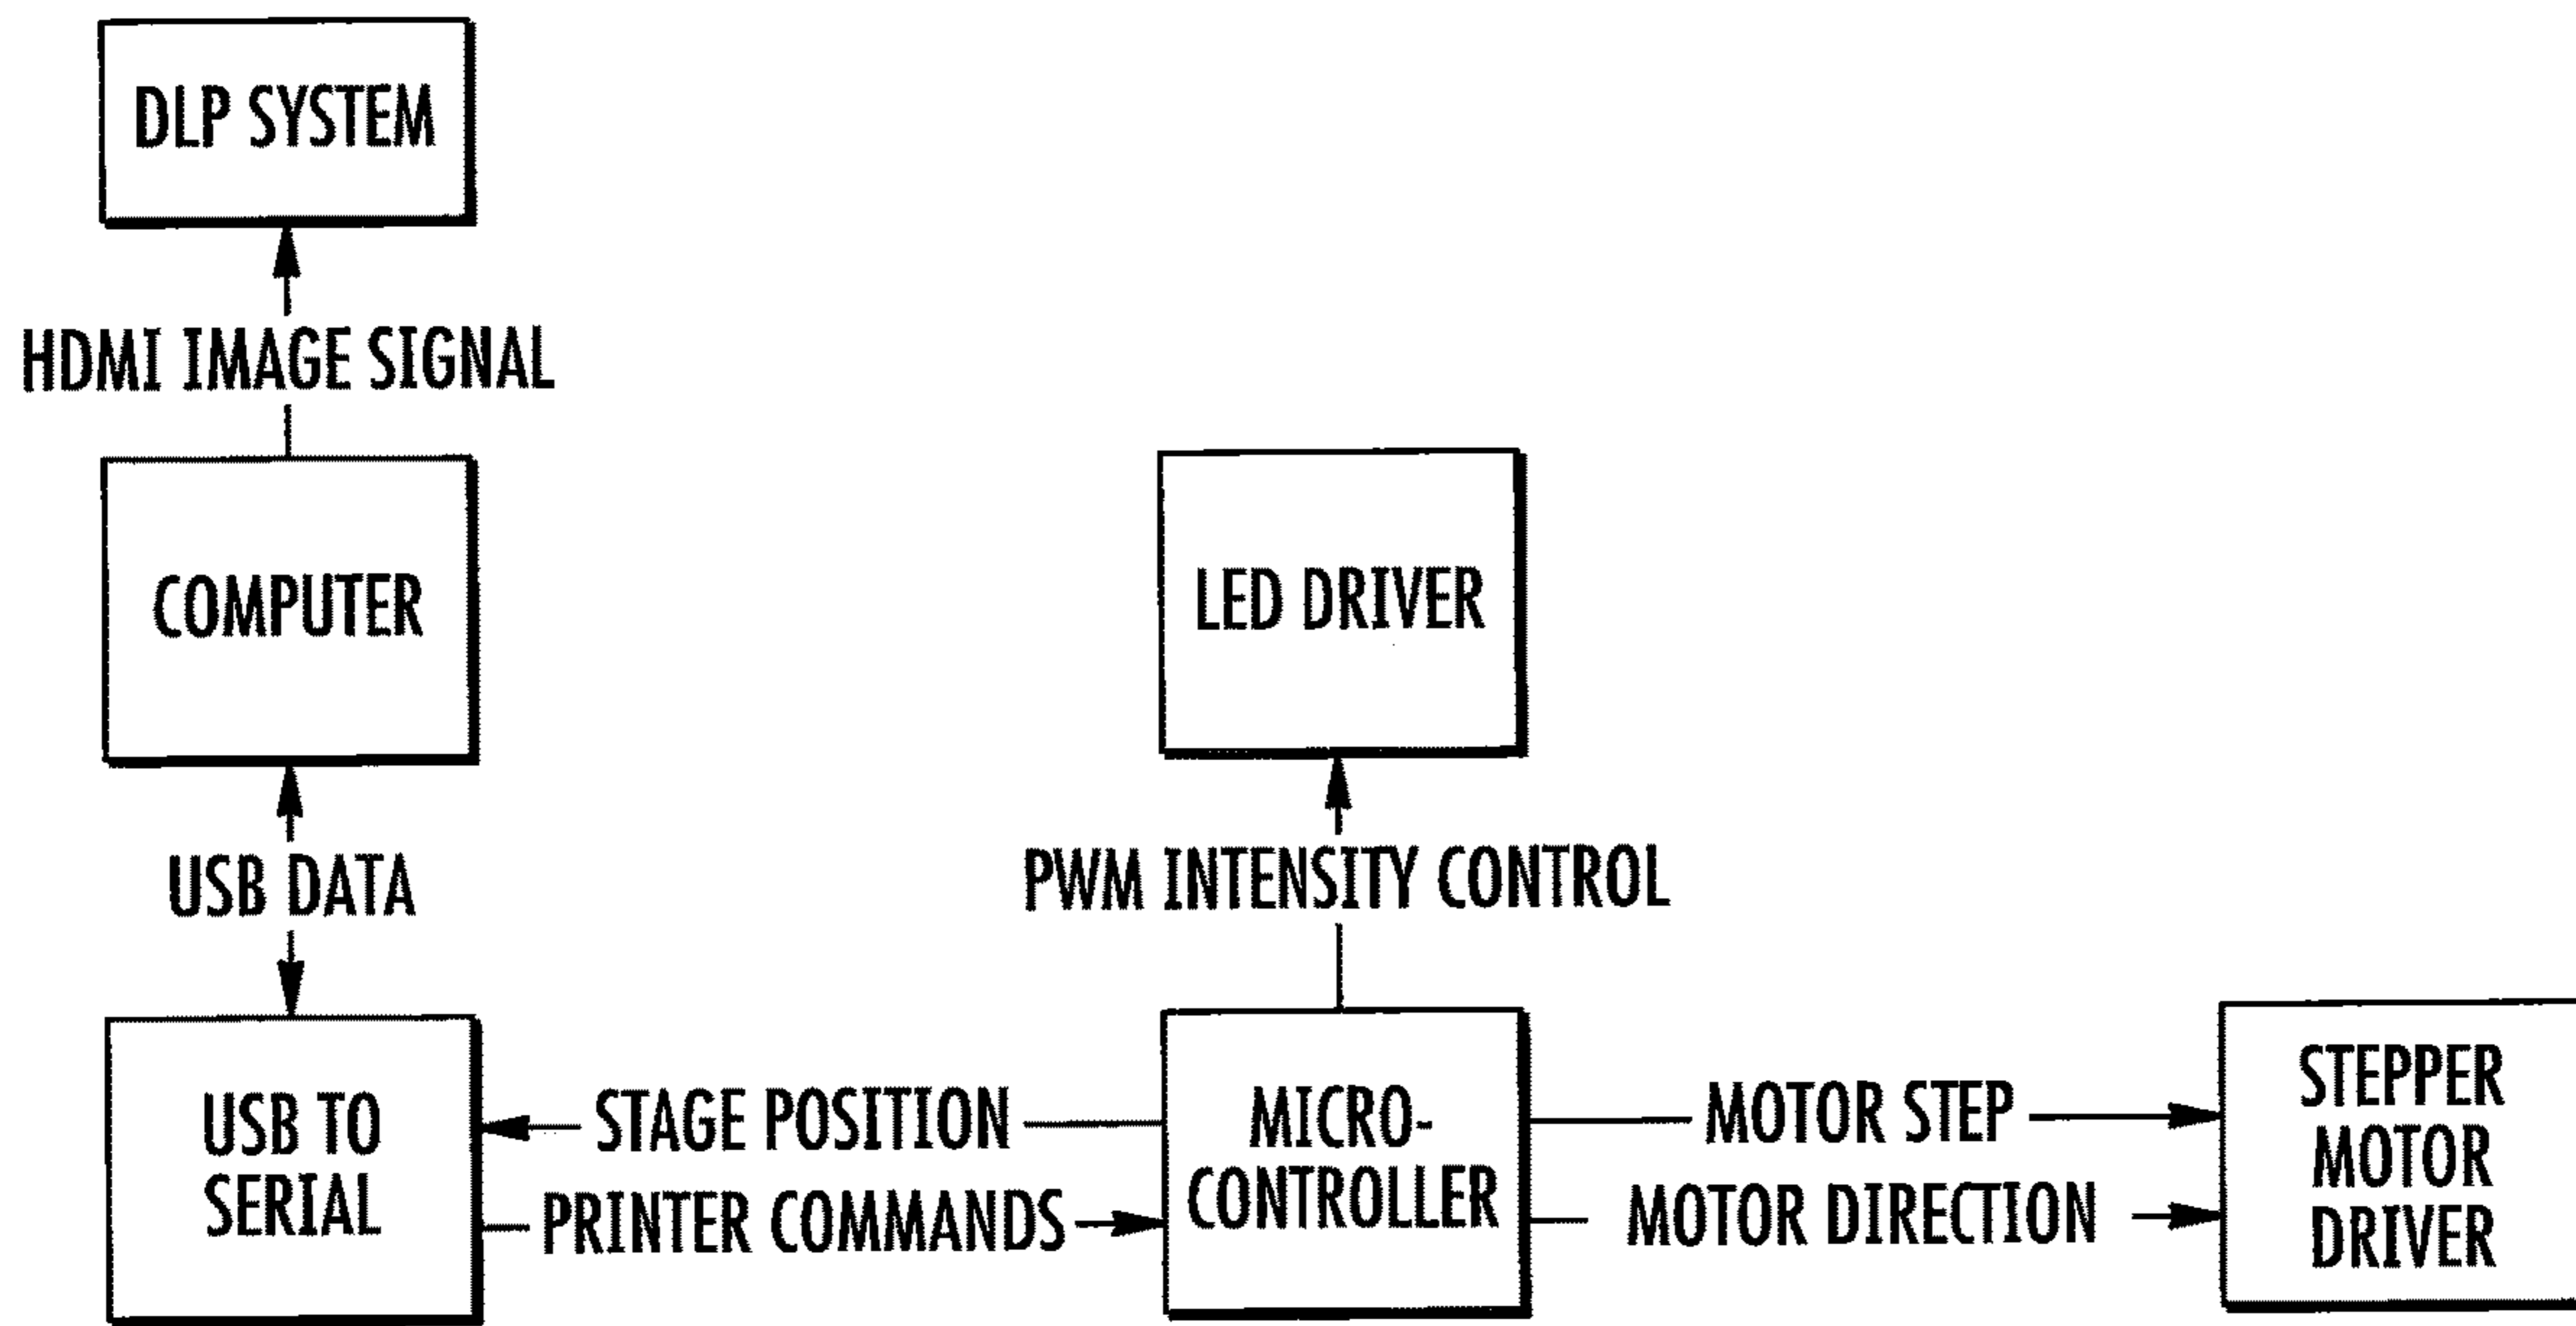 DLP SYSTEM
HDMI IMAGE SIGNAL
COMPUTER
LED DRIVER
USB DATA
PWM INTENSITY CONTROL
USB TO
SERIAL
STAGE POSITION
PRINTER COMMANDS
MICRO-
CONTROLLER
MOTOR STEP
MOTOR DIRECTION
STEPPER
MOTOR
DRIVER